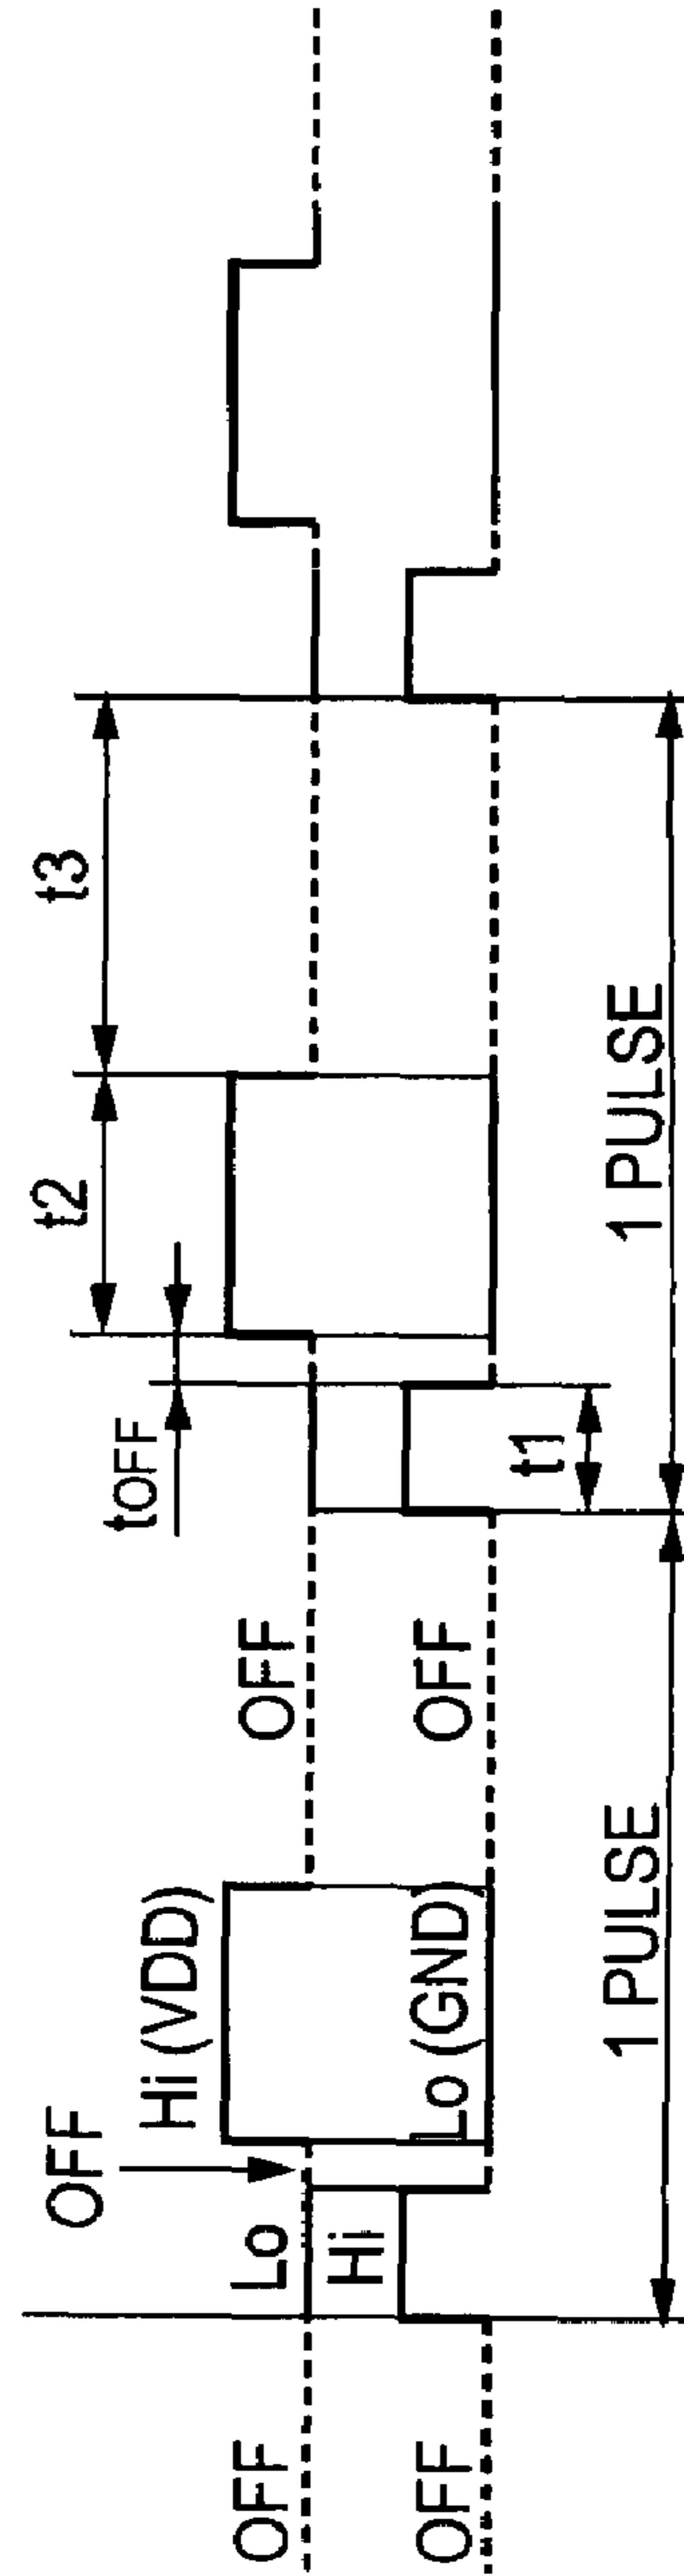 OFF
Lo
Hi (VDD)
OFF
tOFF
t2
t3
OFF
Hi
Lo (GND)
OFF
t1
1 PULSE
1 PULSE
OFF